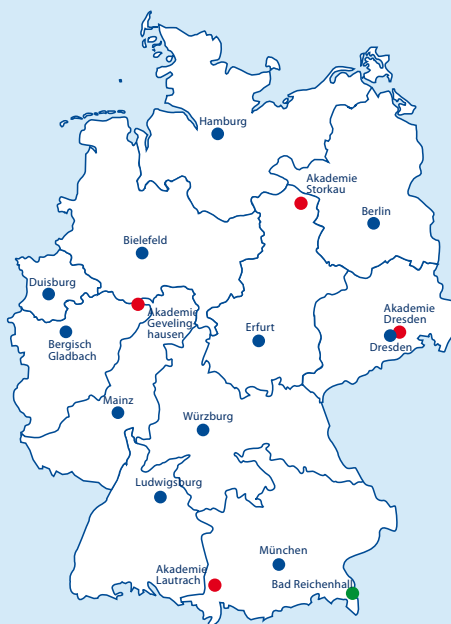 Hamburg
Akademie
Storkau
Berlin
Bielefeld
Duisburg
Akademie
Geveling-
hausen
Akademie
Dresden
Dresden
Erfurt
Bergisch
Gladbach
Mainz
Würzburg
Ludwigsburg
München
Akademie
Lautrach
Bad Reichenhall